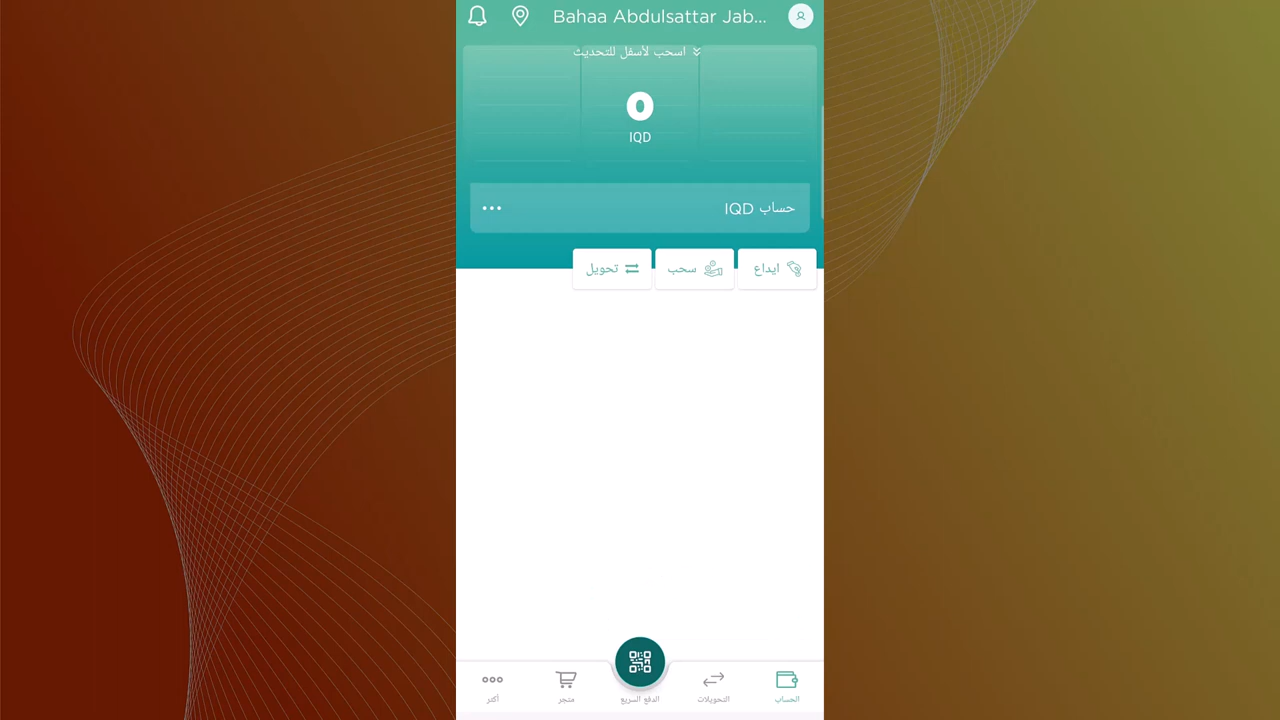 Bahaa Abdulsattar Jab...
اسحب لأسفل للتحديث
0
IQD
حساب IQD
ايداع
سحب
تحويل
الحساب
التحويلات
الدفع السريع
متجر
أكثر